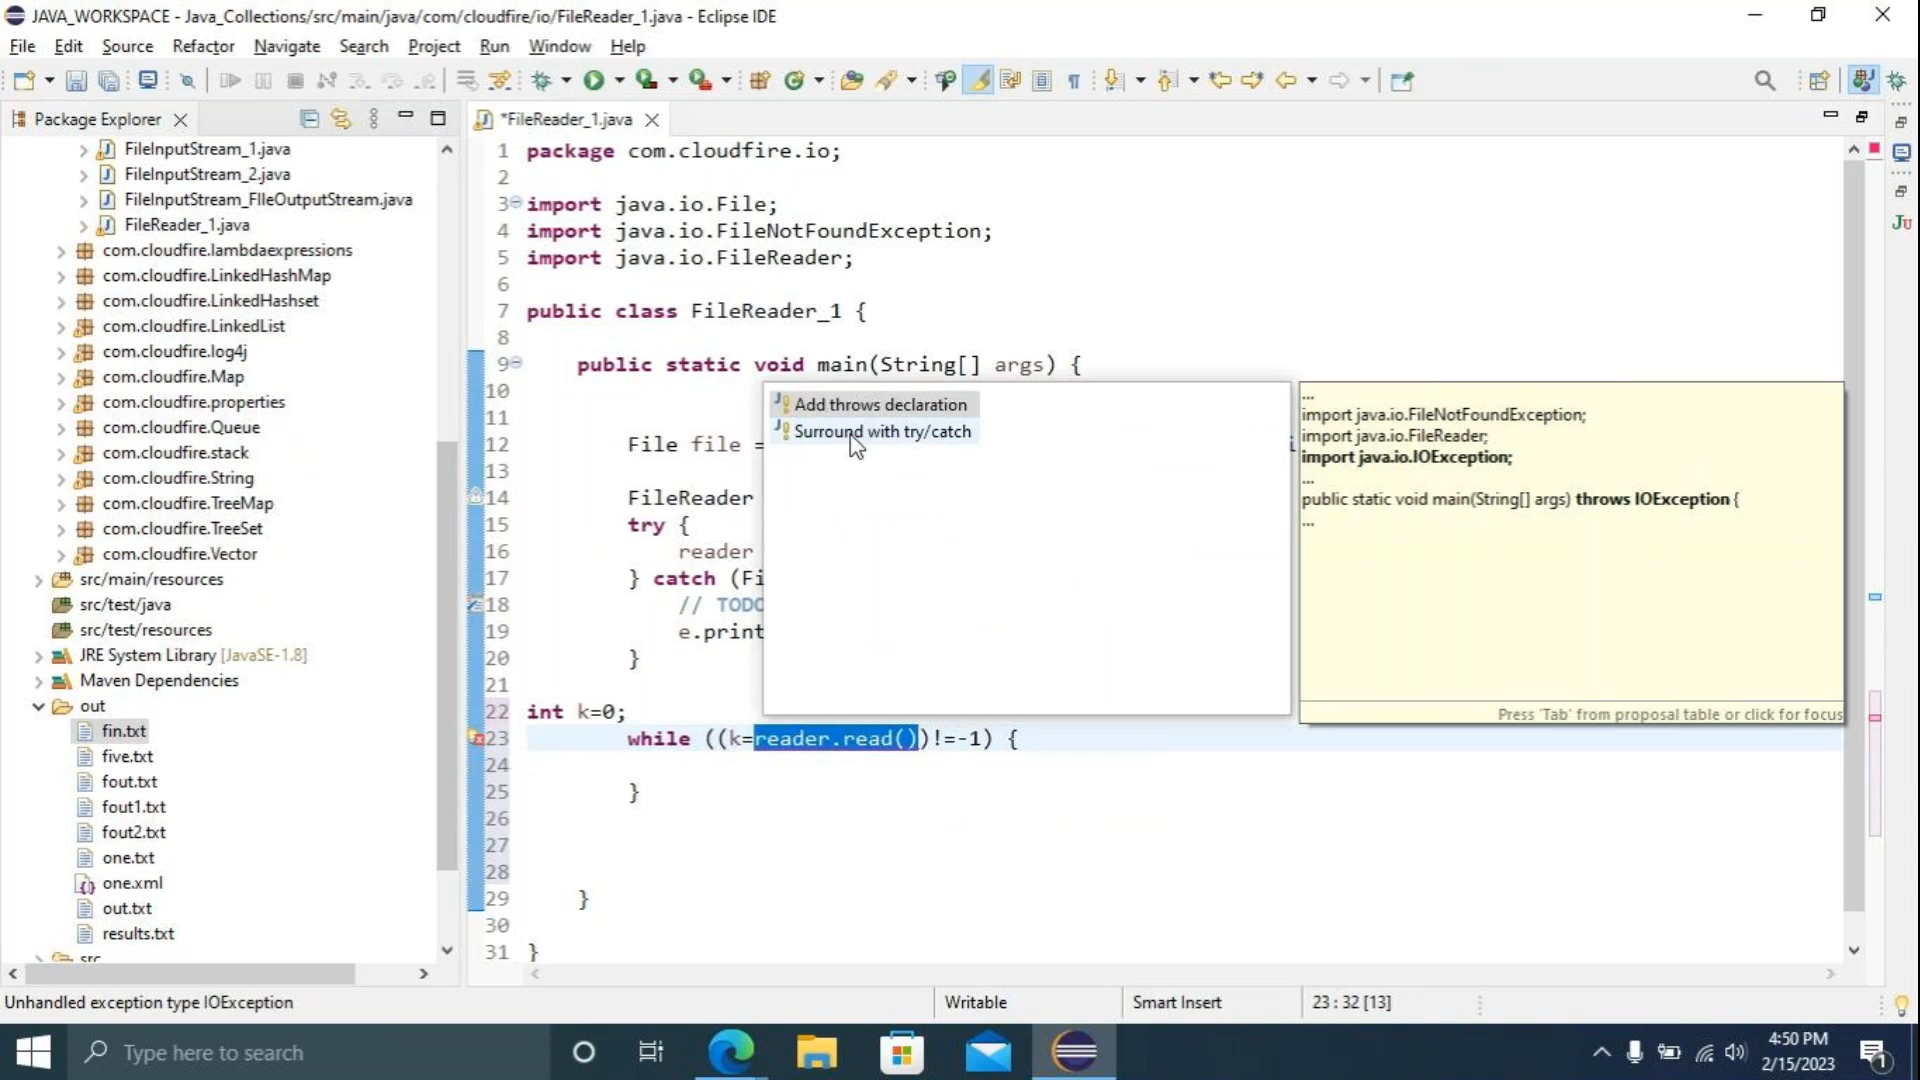 JAVA_WORKSPACE - Java_Collections/src/main/java/com/cloudfire/io/FileReader_1.java - Eclipse IDE
File Edit Source Refactor Navigate Search Project Run Window Help
Package Explorer
*FileReader_1.java
FileInputStream_1.java
FileInputStream_2.java
FileInputStream_FIleOutputStream.java
FileReader_1.java
com.cloudfire.lambdaexpressions
com.cloudfire.LinkedHashMap
com.cloudfire.LinkedHashset
com.cloudfire.LinkedList
com.cloudfire.log4j
com.cloudfire.Map
com.cloudfire.properties
com.cloudfire.Queue
com.cloudfire.stack
com.cloudfire.String
com.cloudfire.TreeMap
com.cloudfire.TreeSet
com.cloudfire.Vector
src/main/resources
src/test/java
src/test/resources
JRE System Library [JavaSE-1.8]
Maven Dependencies
out
fin.txt
five.txt
fout.txt
fout1.txt
fout2.txt
one.txt
one.xml
out.txt
results.txt
src
1 package com.cloudfire.io;
2
3 import java.io.File;
4 import java.io.FileNotFoundException;
5 import java.io.FileReader;
6
7 public class FileReader_1 {
8
9 public static void main(String[] args) {
10
11
12 File file =
13
14 FileReader
15 try {
16 reader
17 } catch (Fi
18 // TODO
19 e.print
20 }
21
22 int k=0;
23 while ((k=reader.read())!=-1) {
24
25 }
26
27
28
29 }
30
31 }
Add throws declaration
Surround with try/catch
...
import java.io.FileNotFoundException;
import java.io.FileReader;
import java.io.IOException;
...
public static void main(String[] args) throws IOException {
...
Press 'Tab' from proposal table or click for focus
Ju
Unhandled exception type IOException
Writable
Smart Insert
23 : 32 [13]
Type here to search
4:50 PM
2/15/2023
1